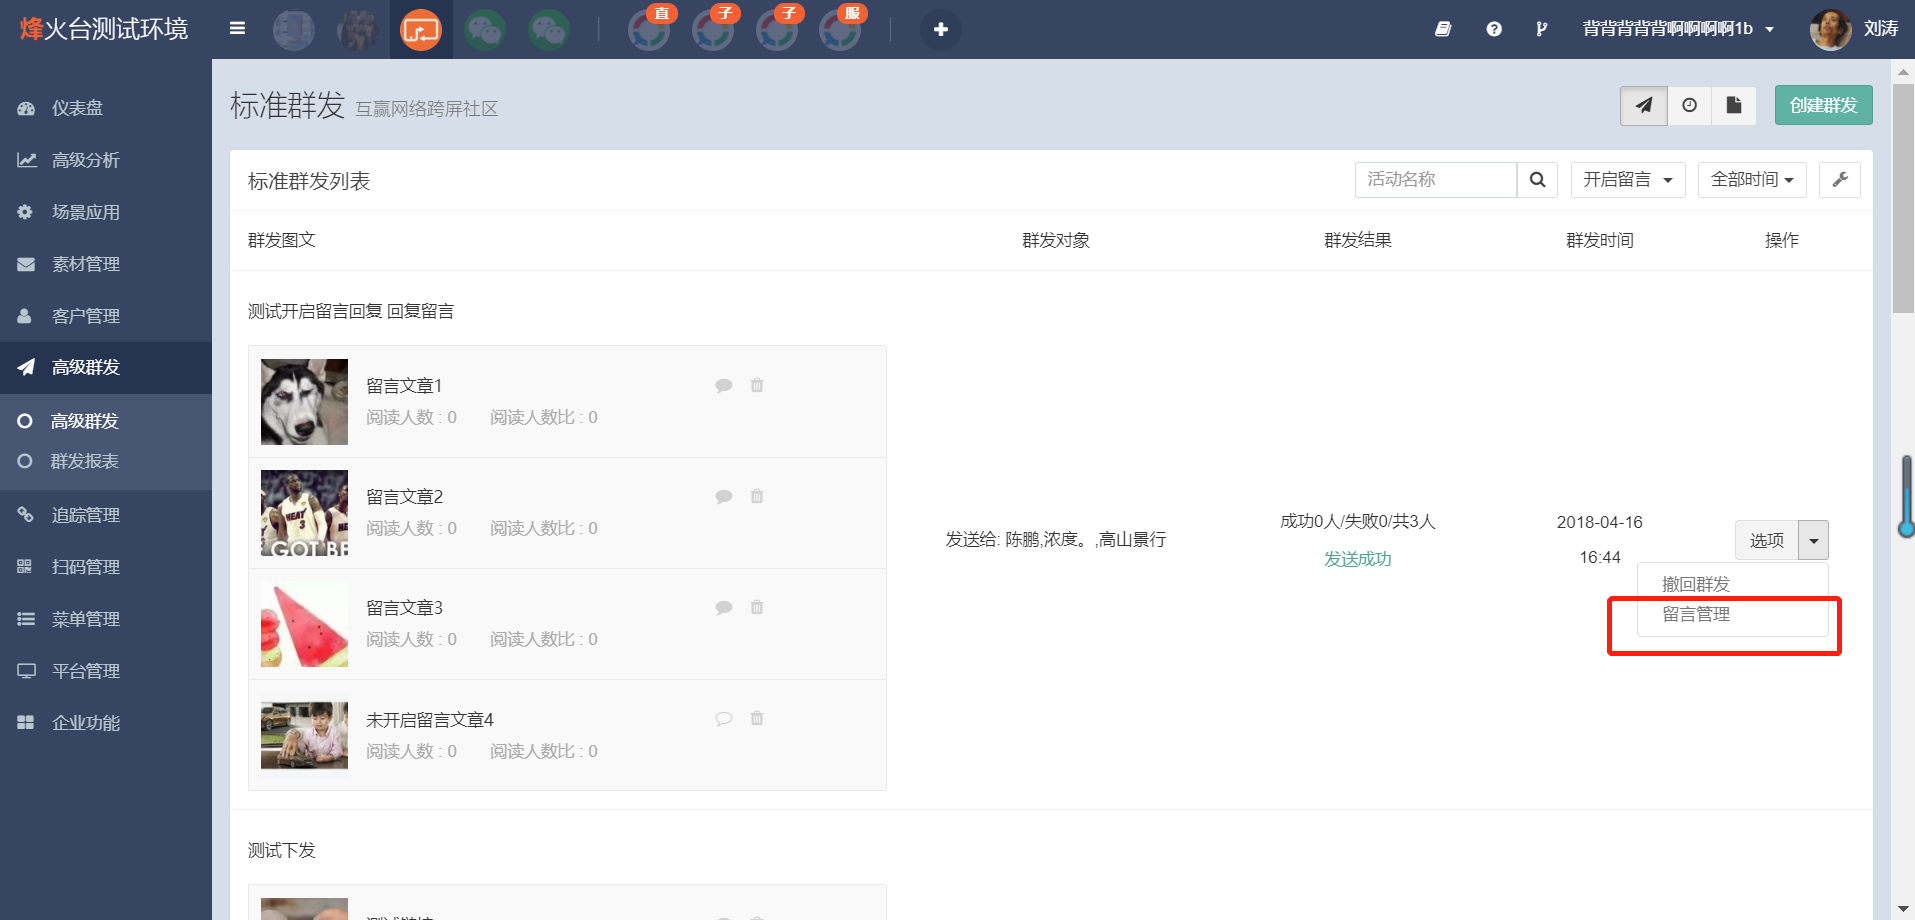 烽火台测试环境
直
子
子
服
背背背背背啊啊啊啊1b
刘涛
仪表盘
高级分析
场景应用
素材管理
客户管理
高级群发
高级群发
群发报表
追踪管理
扫码管理
菜单管理
平台管理
企业功能
标准群发 互赢网络跨屏社区
创建群发
标准群发列表
活动名称
开启留言
全部时间
群发图文 群发对象 群发结果 群发时间 操作
测试开启留言回复 回复留言
留言文章1
阅读人数 : 0 阅读人数比 : 0
留言文章2
阅读人数 : 0 阅读人数比 : 0
HEAT
3
GOT BE
留言文章3
阅读人数 : 0 阅读人数比 : 0
未开启留言文章4
阅读人数 : 0 阅读人数比 : 0
发送给: 陈鹏,浓度。,高山景行
成功0人/失败0/共3人
发送成功
2018-04-16
16:44
选项
撤回群发
留言管理
测试下发